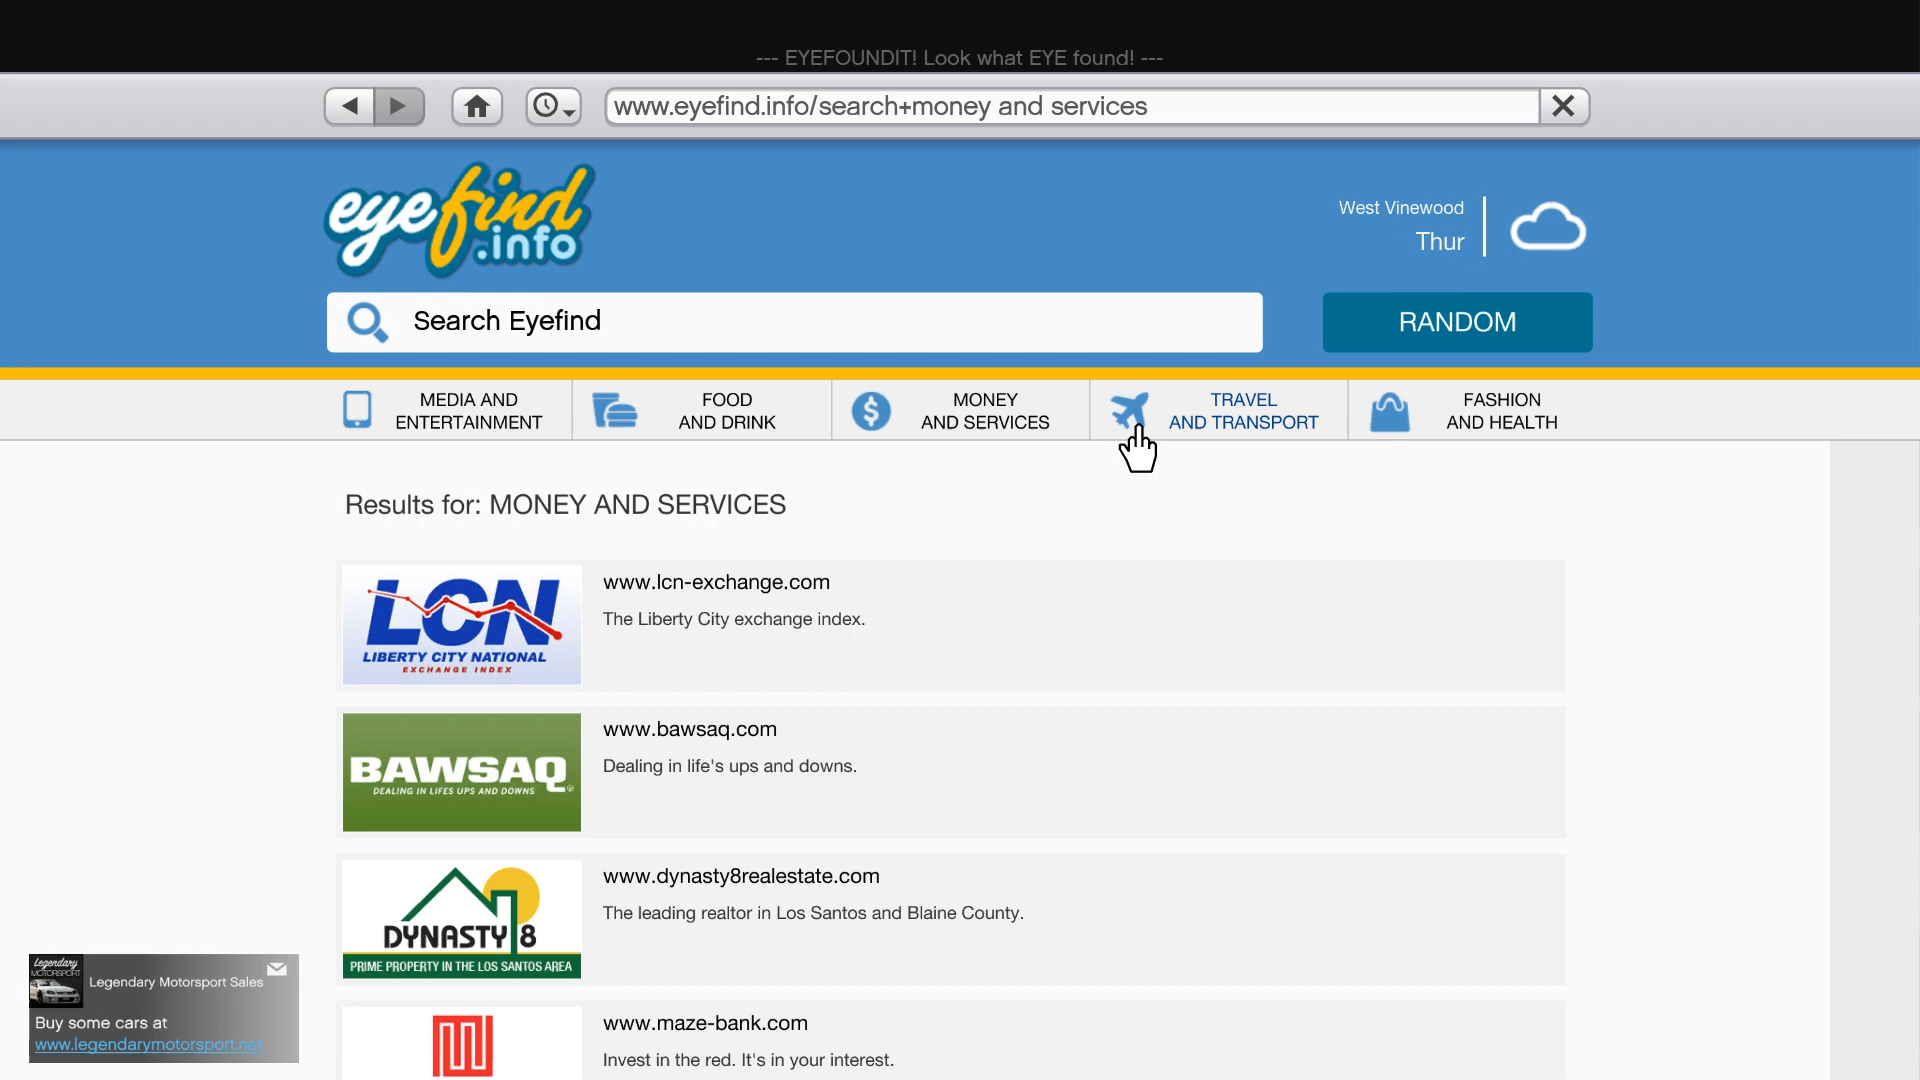 --- EYEFOUNDIT! Look what EYE found! ---
www.eyefind.info/search+money and services
eyefind
.info
West Vinewood
Thur
Search Eyefind
RANDOM
MEDIA AND
ENTERTAINMENT
FOOD
AND DRINK
MONEY
AND SERVICES
TRAVEL
AND TRANSPORT
FASHION
AND HEALTH
Results for: MONEY AND SERVICES
LCN
LIBERTY CITY NATIONAL
EXCHANGE INDEX
www.lcn-exchange.com
The Liberty City exchange index.
BAWSAQ
DEALING IN LIFES UPS AND DOWNS
www.bawsaq.com
Dealing in life's ups and downs.
DYNASTY 8
PRIME PROPERTY IN THE LOS SANTOS AREA
www.dynasty8realestate.com
The leading realtor in Los Santos and Blaine County.
www.maze-bank.com
Invest in the red. It's in your interest.
Legendary
MOTORSPORT
Legendary Motorsport Sales
Buy some cars at
www.legendarymotorsport.net